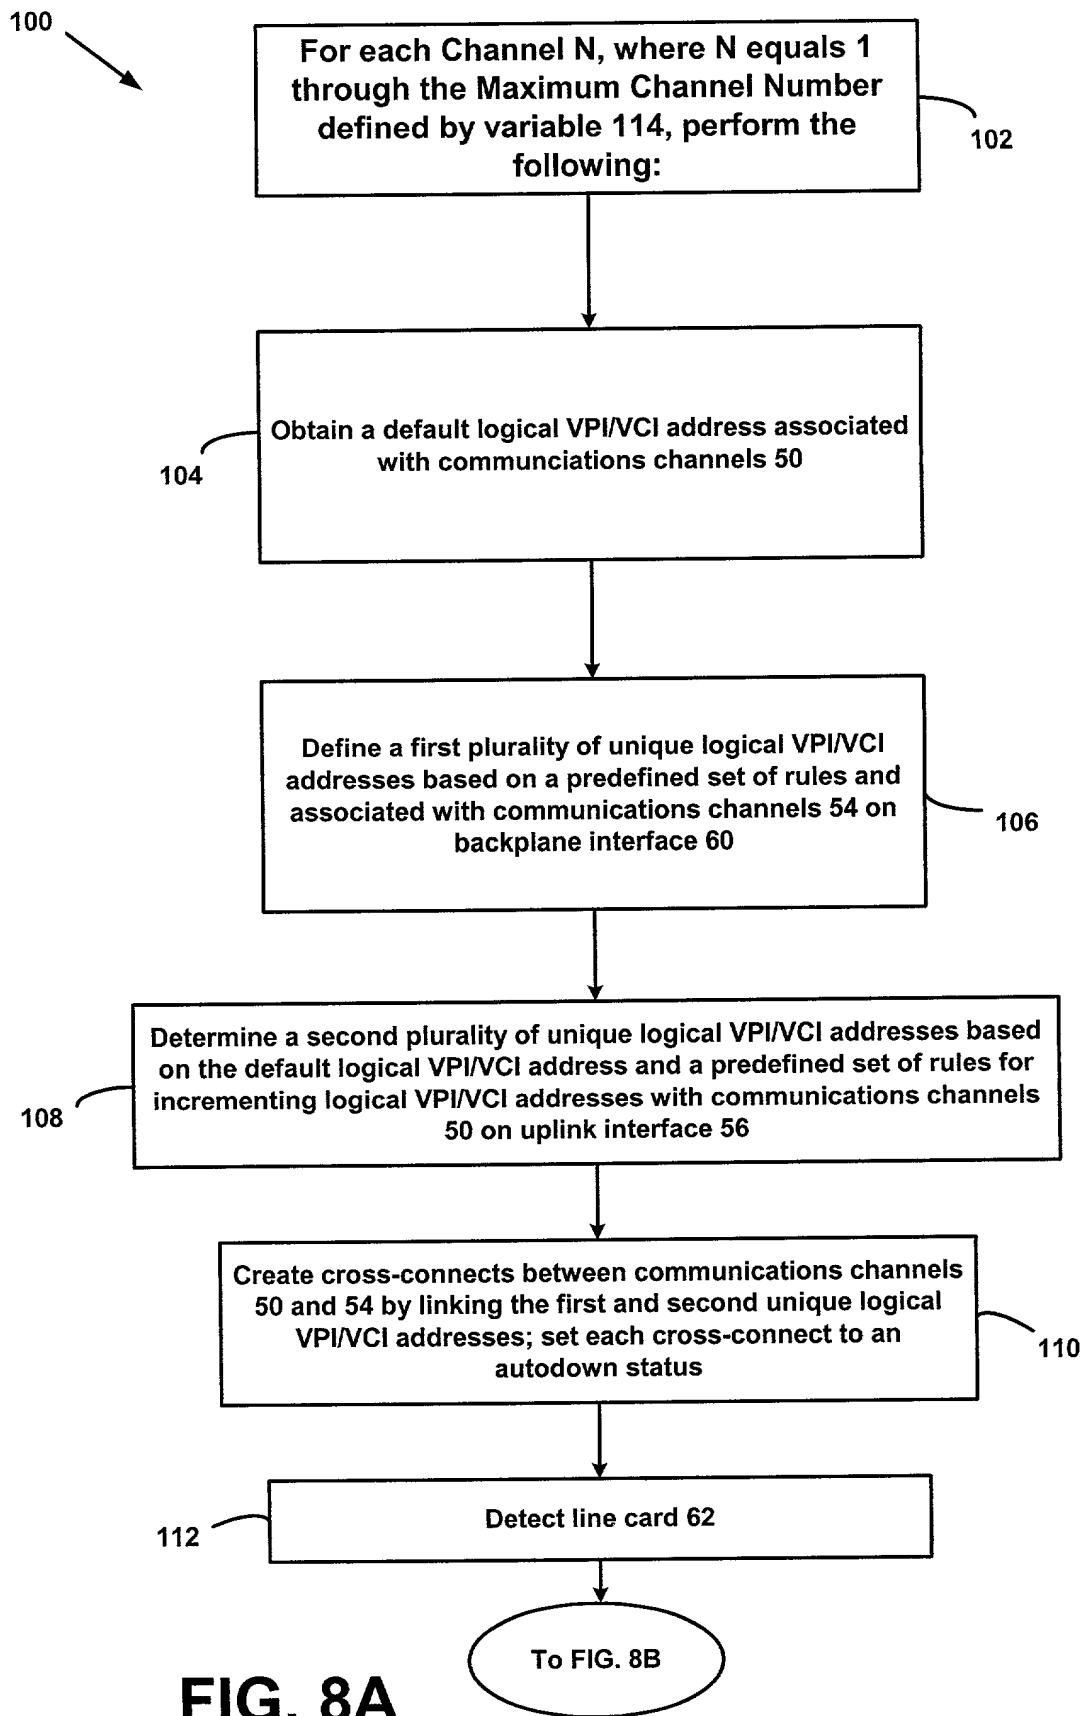 100
For each Channel N, where N equals 1
through the Maximum Channel Number
defined by variable 114, perform the
following:
102
Obtain a default logical VPI/VCI address associated
with communciations channels 50
104
Define a first plurality of unique logical VPI/VCI
addresses based on a predefined set of rules and
associated with communications channels 54 on
backplane interface 60
106
Determine a second plurality of unique logical VPI/VCI addresses based
on the default logical VPI/VCI address and a predefined set of rules for
incrementing logical VPI/VCI addresses with communications channels
50 on uplink interface 56
108
Create cross-connects between communications channels
50 and 54 by linking the first and second unique logical
VPI/VCI addresses; set each cross-connect to an
autodown status
110
Detect line card 62
112
To FIG. 8B
FIG. 8A